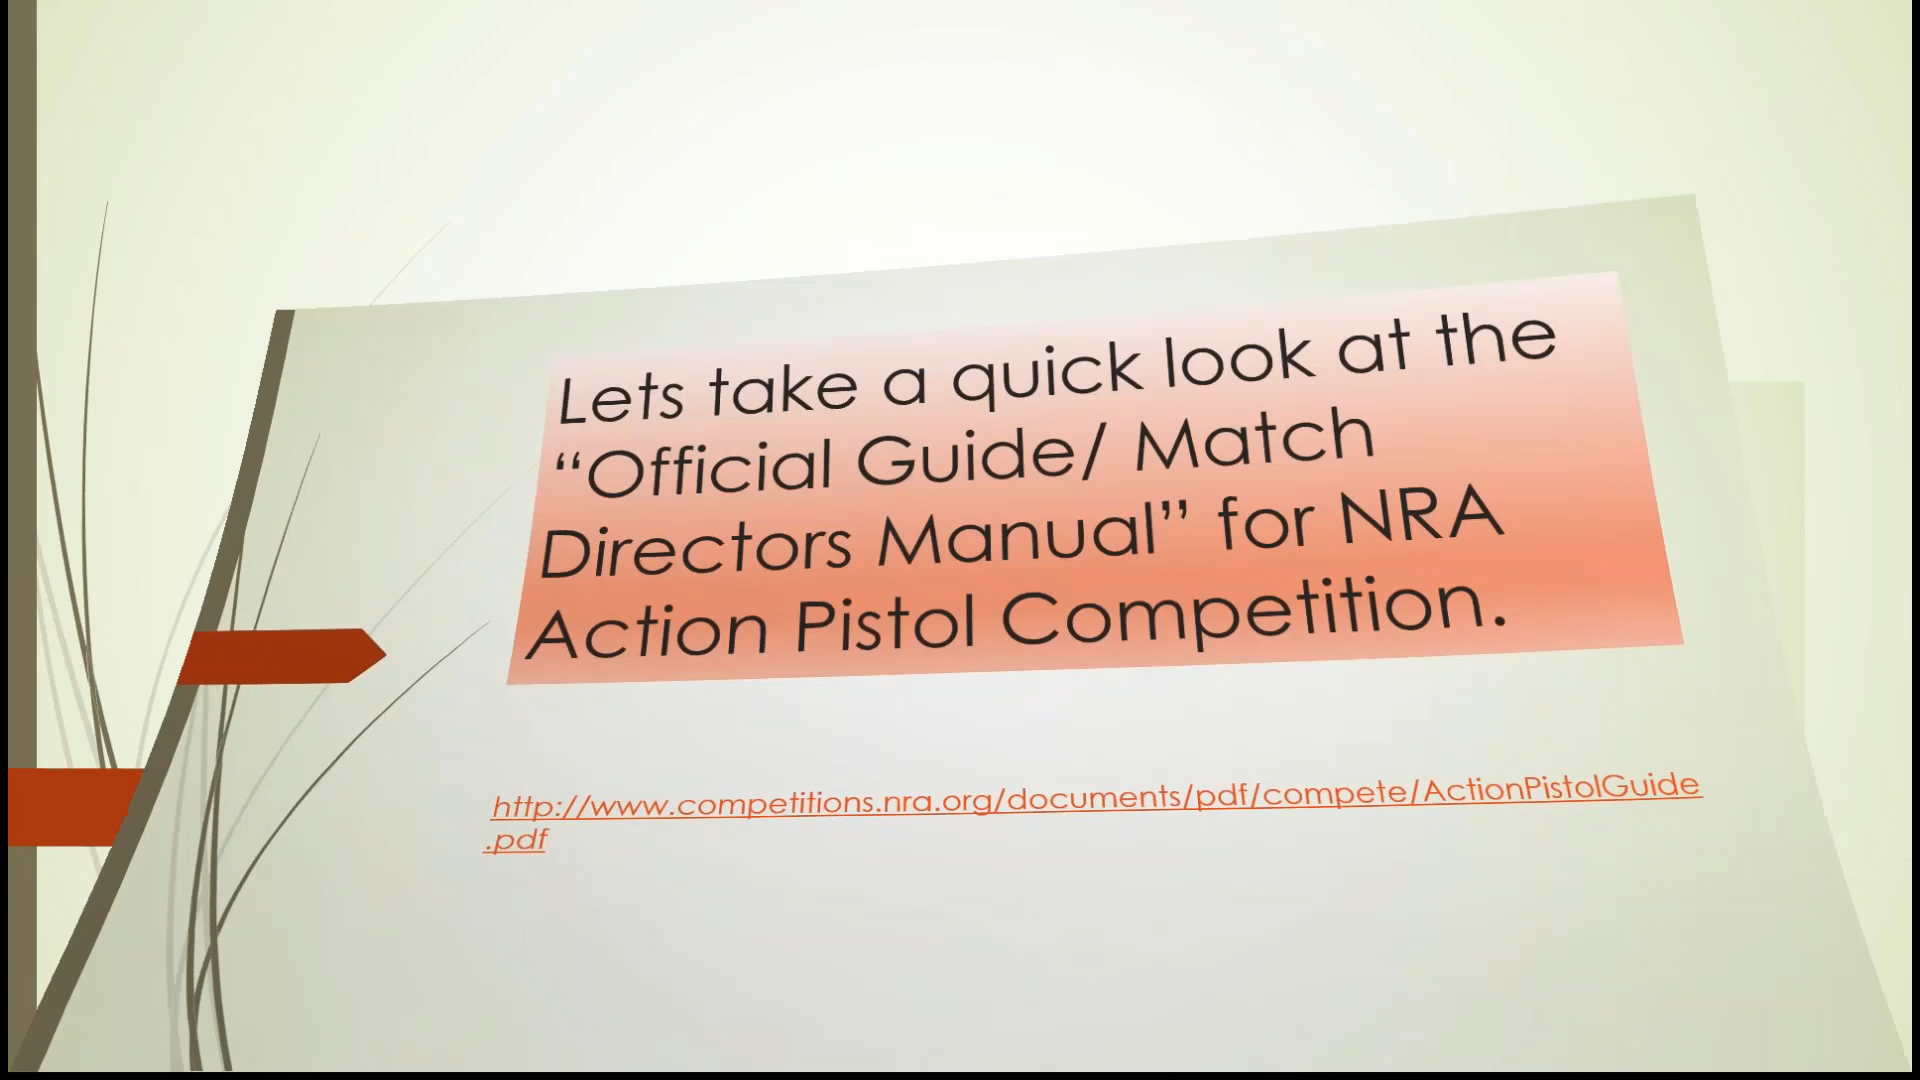 Lets take a quick look at the
“Official Guide/ Match
Directors Manual” for NRA
Action Pistol Competition.
http://www.competitions.nra.org/documents/pdf/compete/ActionPistolGuide
.pdf